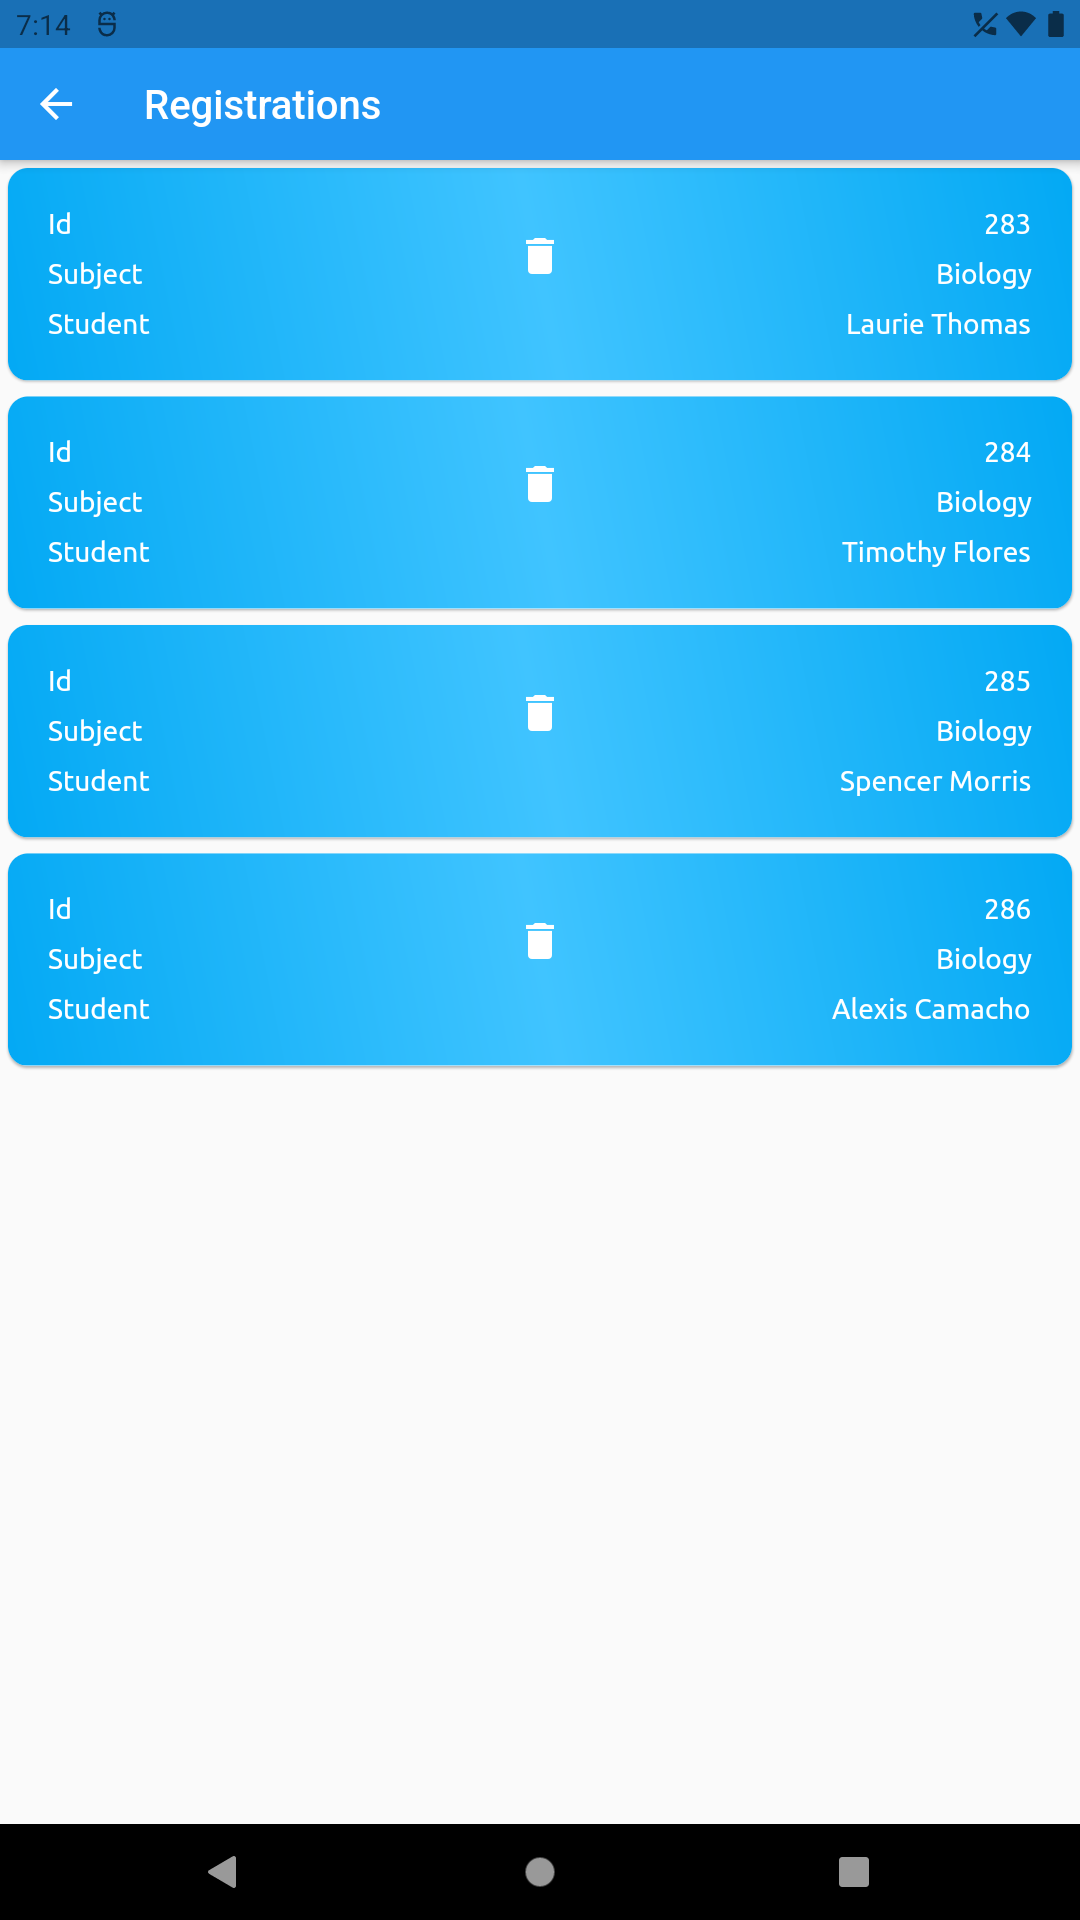 7:14
Registrations
Id 283
Subject Biology
Student Laurie Thomas
Id 284
Subject Biology
Student Timothy Flores
Id 285
Subject Biology
Student Spencer Morris
Id 286
Subject Biology
Student Alexis Camacho